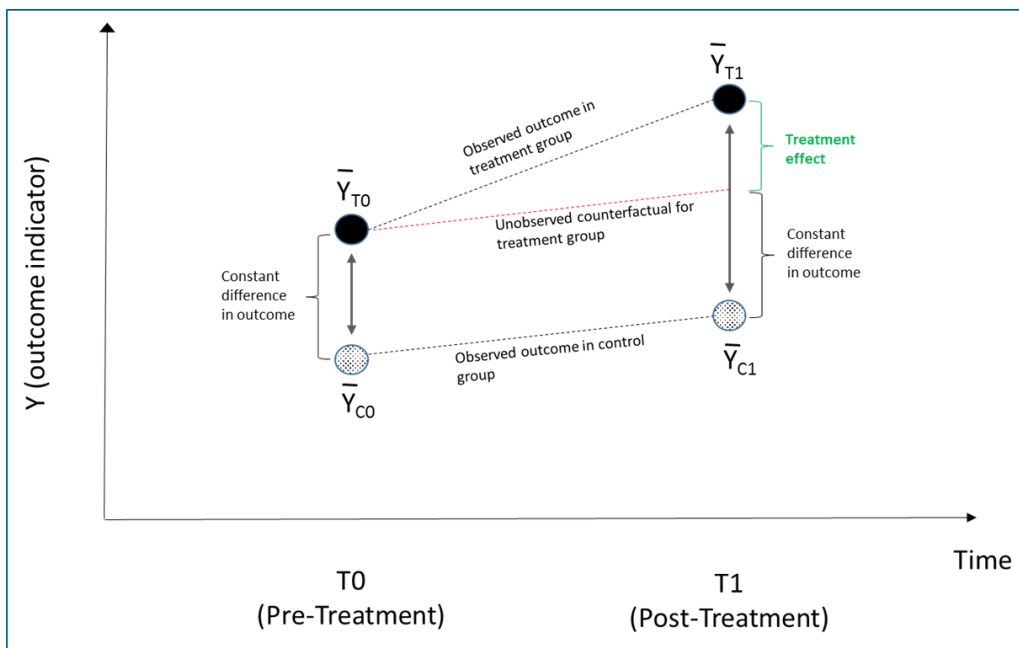 Y (outcome indicator)
Ȳ_T1
Observed outcome in
treatment group
Treatment
effect
Ȳ_T0
Unobserved counterfactual for
treatment group
Constant
difference
in outcome
Constant
difference
in outcome
Observed outcome in control
group
Ȳ_C1
Ȳ_C0
Time
T0
(Pre-Treatment)
T1
(Post-Treatment)